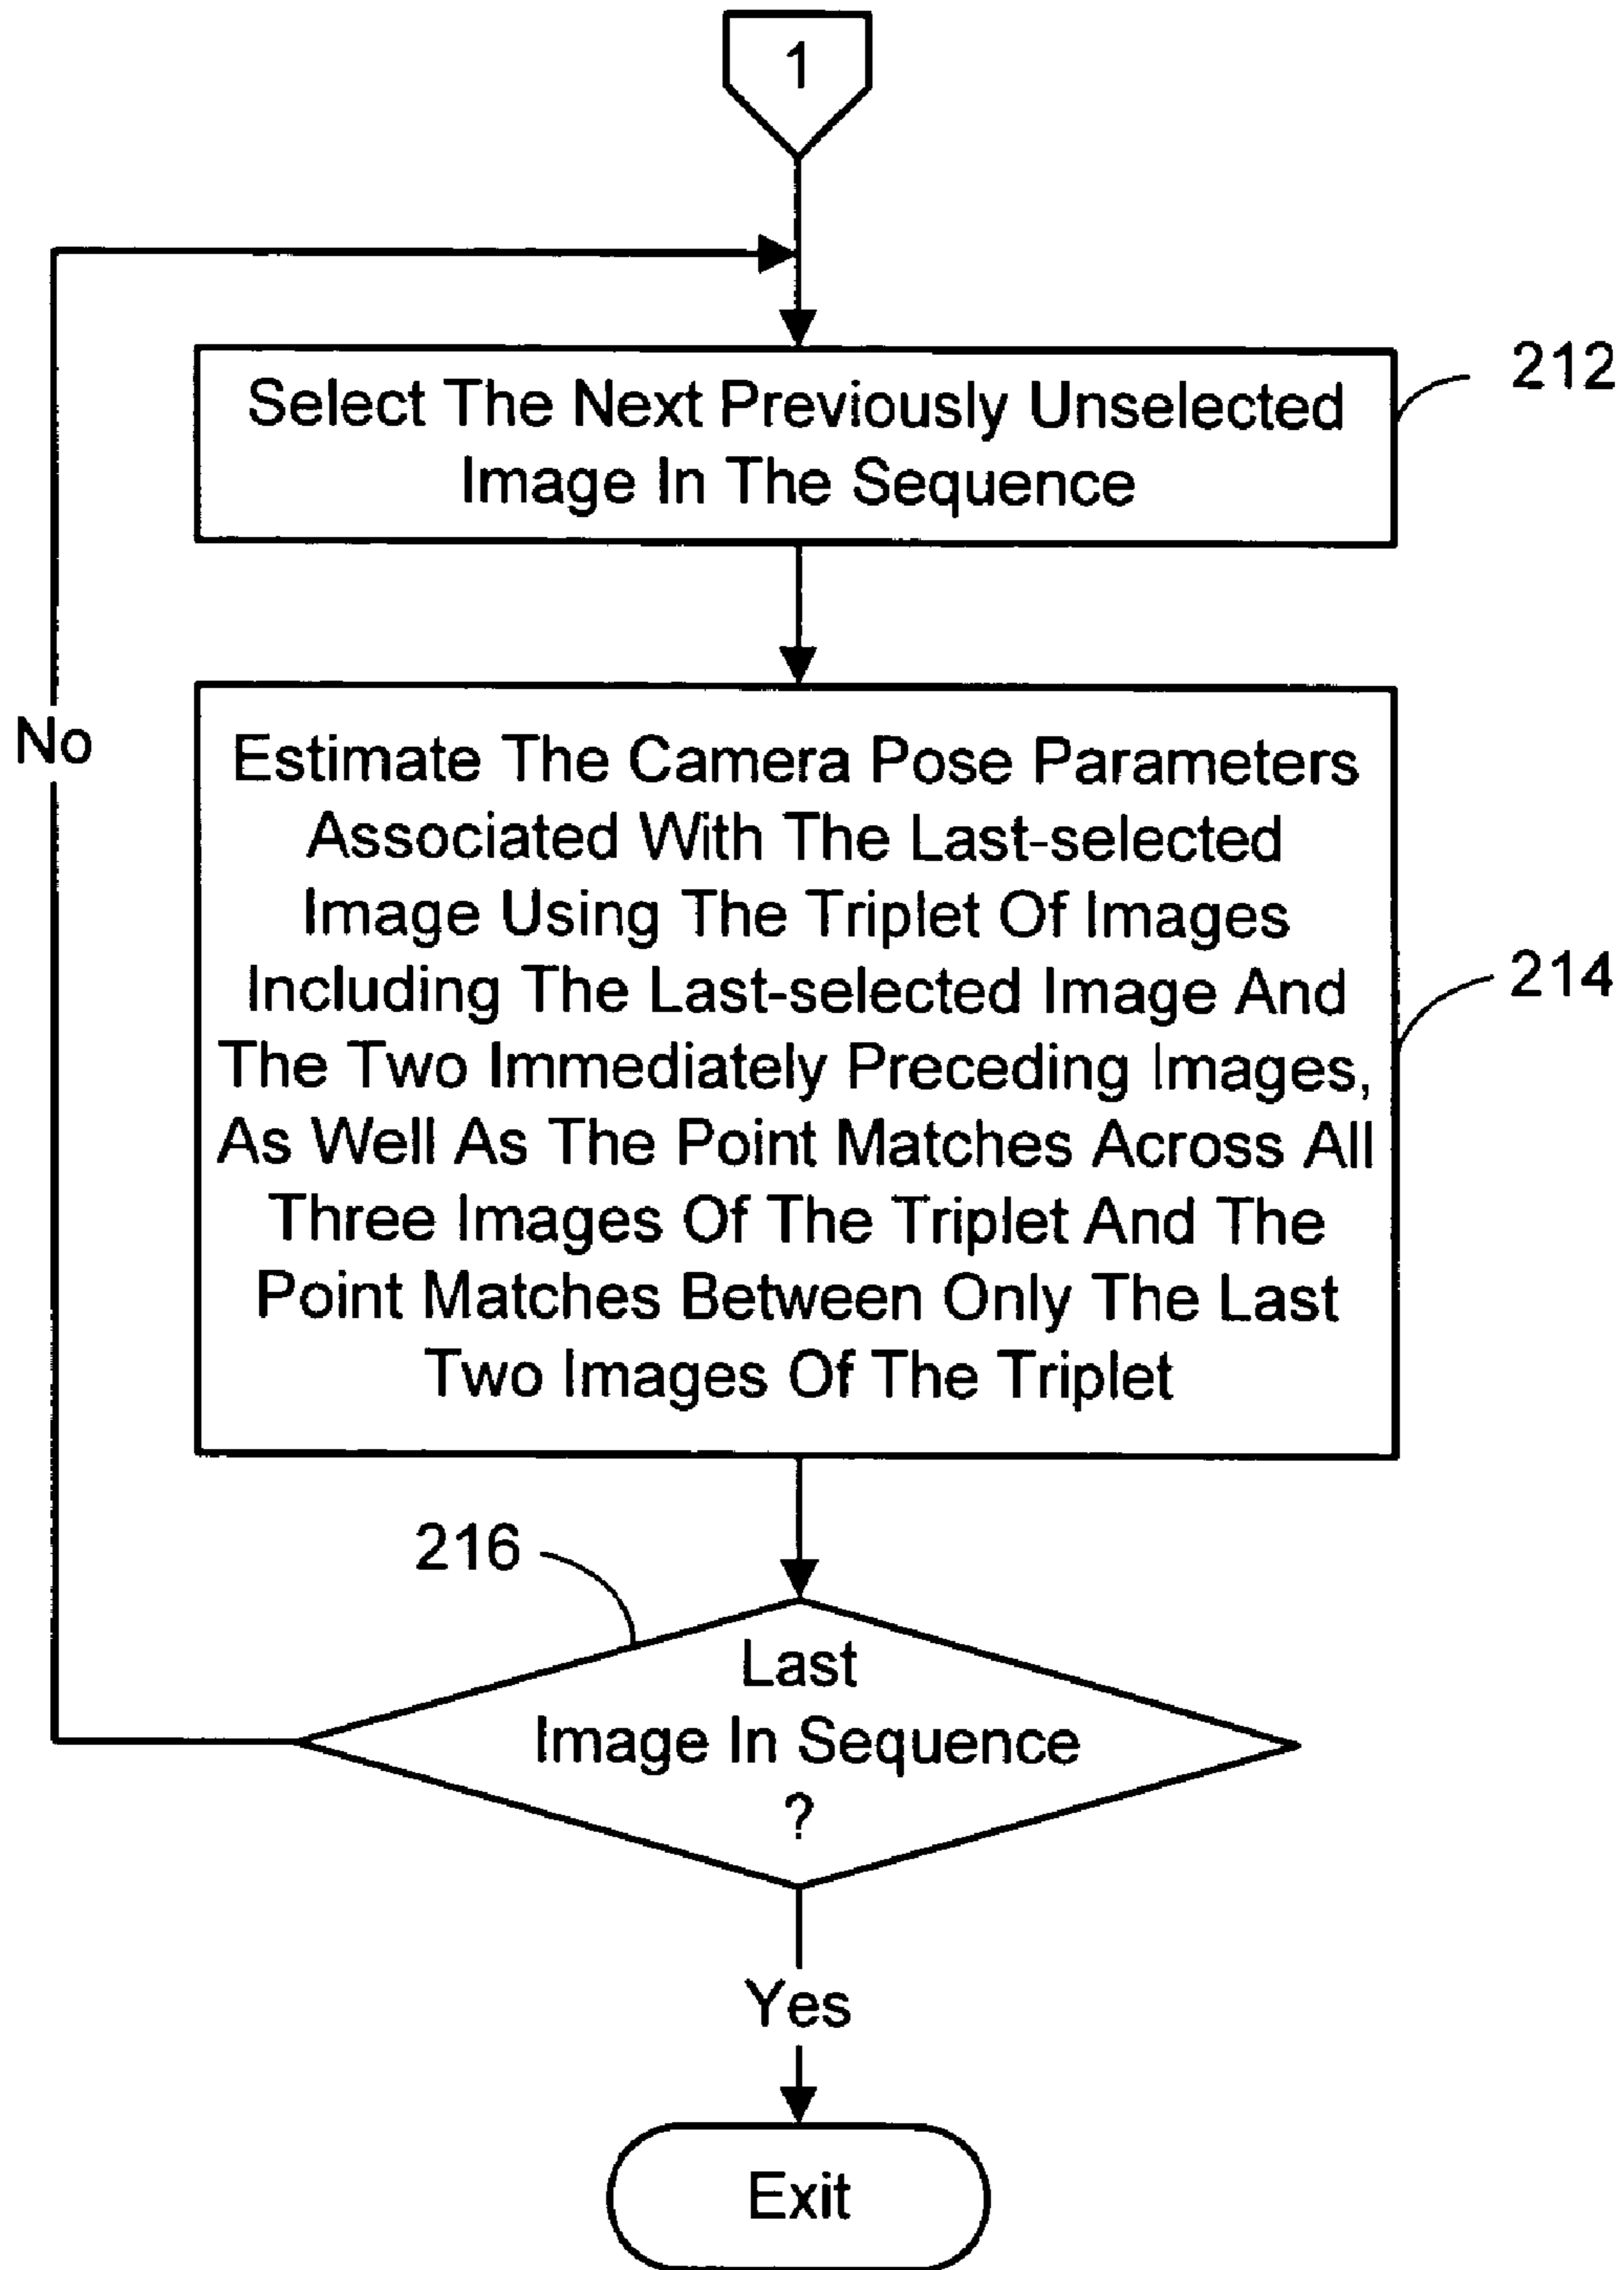 1
Select The Next Previously Unselected
Image In The Sequence
212
No
Estimate The Camera Pose Parameters
Associated With The Last-selected
Image Using The Triplet Of Images
Including The Last-selected Image And
The Two Immediately Preceding Images,
As Well As The Point Matches Across All
Three Images Of The Triplet And The
Point Matches Between Only The Last
Two Images Of The Triplet
214
216
Last
Image In Sequence
?
Yes
Exit